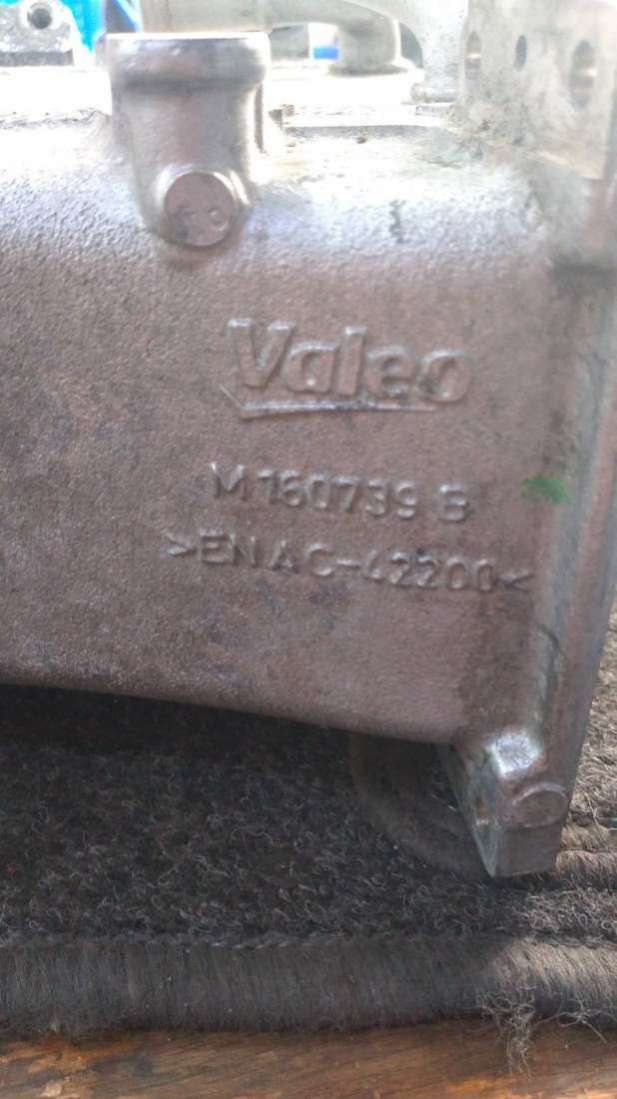 Valeo
M 160739 B
>EN AC-42200<